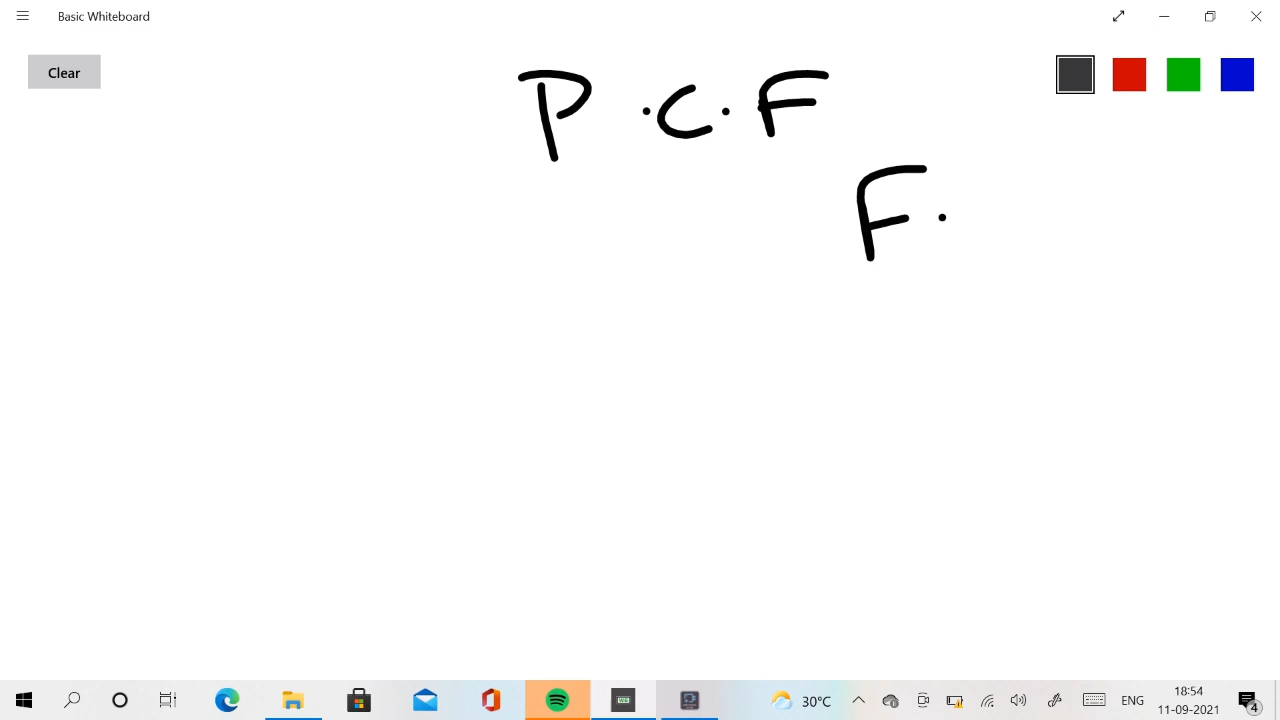 Basic Whiteboard
Clear
P.C.F
F.
30°C
ENG
18:54
11-09-2021
4